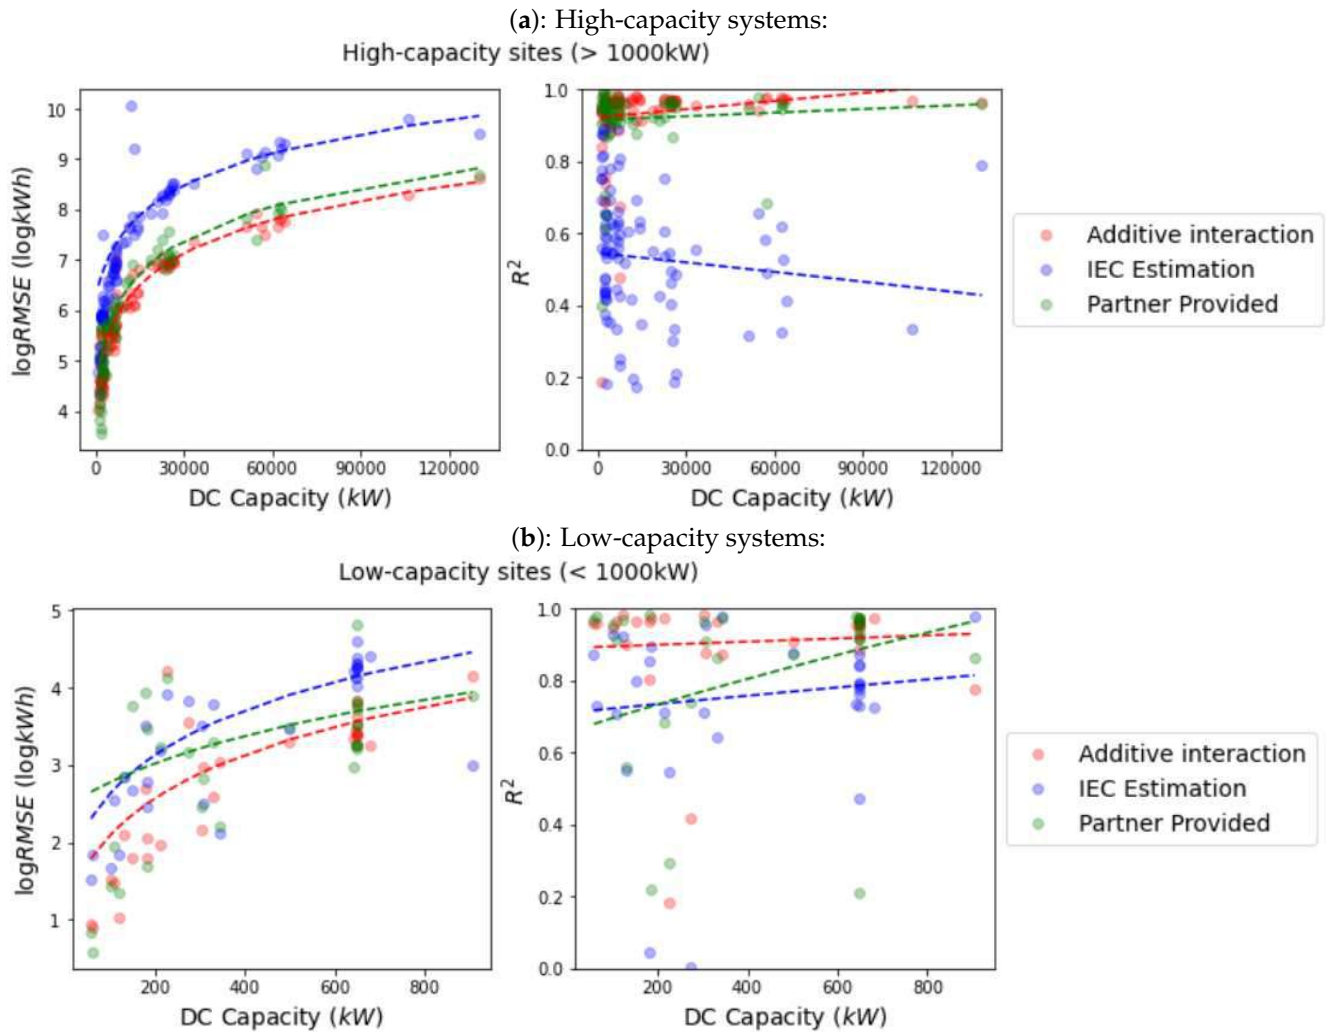 (a): High-capacity systems:
High-capacity sites (> 1000kW)
10
9
8
7
6
5
4
logRMSE (logkWh)
0 30000 60000 90000 120000
DC Capacity (kW)
1.0
0.8
0.6
0.4
0.2
0.0
R²
0 30000 60000 90000 120000
DC Capacity (kW)
Additive interaction
IEC Estimation
Partner Provided
(b): Low-capacity systems:
Low-capacity sites (< 1000kW)
5
4
3
2
1
logRMSE (logkWh)
200 400 600 800
DC Capacity (kW)
1.0
0.8
0.6
0.4
0.2
0.0
R²
200 400 600 800
DC Capacity (kW)
Additive interaction
IEC Estimation
Partner Provided